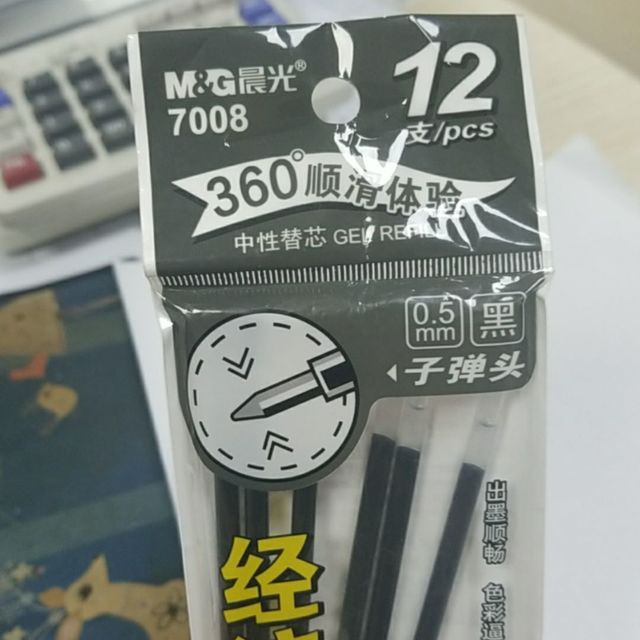 M&G晨光®
7008
12
支/pcs
360°顺滑体验
中性替芯 GEL REFILL
0.5
mm
黑
子弹头
经
出墨顺畅 色彩